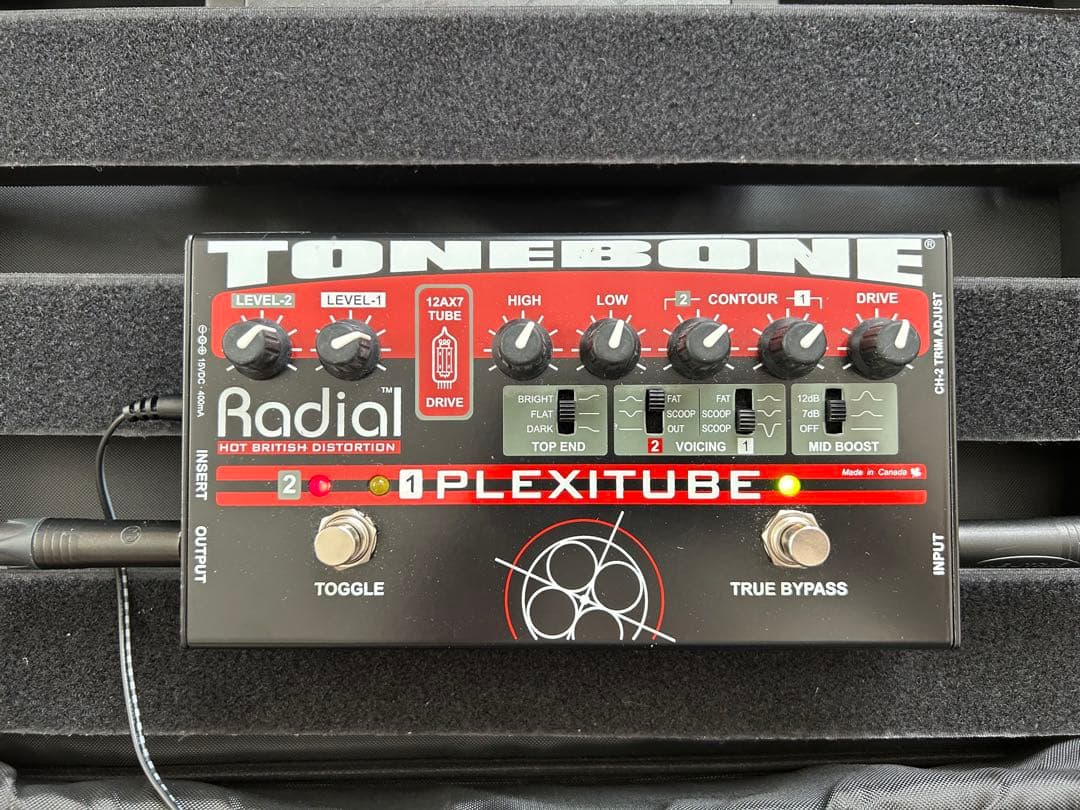 TONEBONE®
LEVEL-2 LEVEL-1
12AX7
TUBE
DRIVE
HIGH LOW 2 CONTOUR 1 DRIVE
Radial™
HOT BRITISH DISTORTION
BRIGHT
FLAT
DARK
TOP END
FAT
SCOOP
OUT
FAT
SCOOP
SCOOP
2 VOICING 1
12dB
7dB
OFF
MID BOOST
Made in Canada
2 1 PLEXITUBE
TOGGLE
TRUE BYPASS
15VDC - 400mA
INSERT
OUTPUT
CH-2 TRIM ADJUST
INPUT